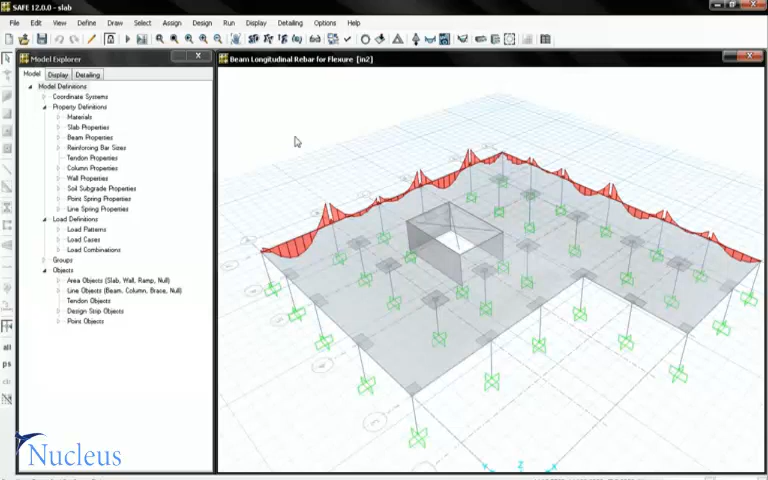 SAFE 12.0.0 - slab
File Edit View Define Draw Select Assign Design Run Display Detailing Options Help
Model Explorer
Beam Longitudinal Rebar for Flexure [in2]
Model Display Detailing
Model Definitions
Coordinate Systems
Property Definitions
Materials
Slab Properties
Beam Properties
Reinforcing Bar Sizes
Tendon Properties
Column Properties
Wall Properties
Soil Subgrade Properties
Point Spring Properties
Line Spring Properties
Load Definitions
Load Patterns
Load Cases
Load Combinations
Groups
Objects
Area Objects (Slab, Wall, Ramp, Null)
Line Objects (Beam, Column, Brace, Null)
Tendon Objects
Design Strip Objects
Point Objects
all
ps
Nucleus
Y Z X